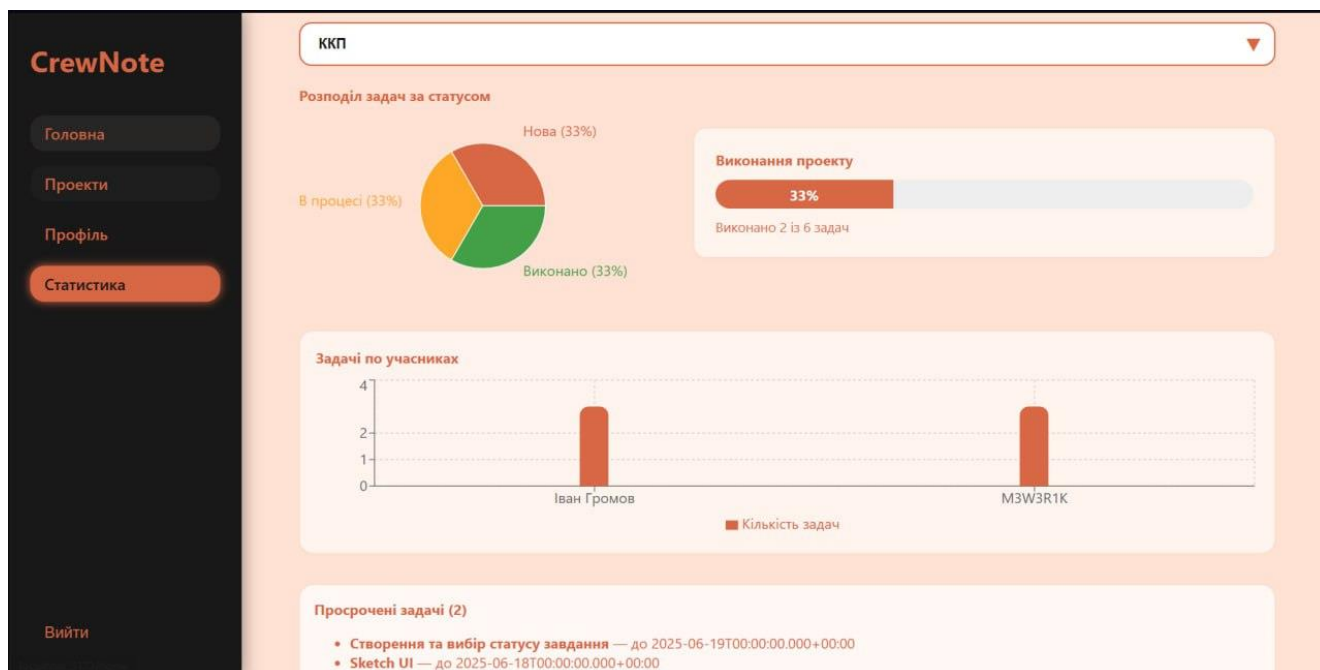 CrewNote
Головна
Проекти
Профіль
Статистика
Вийти
ККП
Розподіл задач за статусом
Нова (33%)
В процесі (33%)
Виконано (33%)
Виконання проекту
33%
Виконано 2 із 6 задач
Задачі по учасниках
4
2
1
0
Іван Громов
M3W3R1K
Кількість задач
Просрочені задачі (2)
• Створення та вибір статусу завдання — до 2025-06-19T00:00:00.000+00:00
• Sketch UI — до 2025-06-18T00:00:00.000+00:00